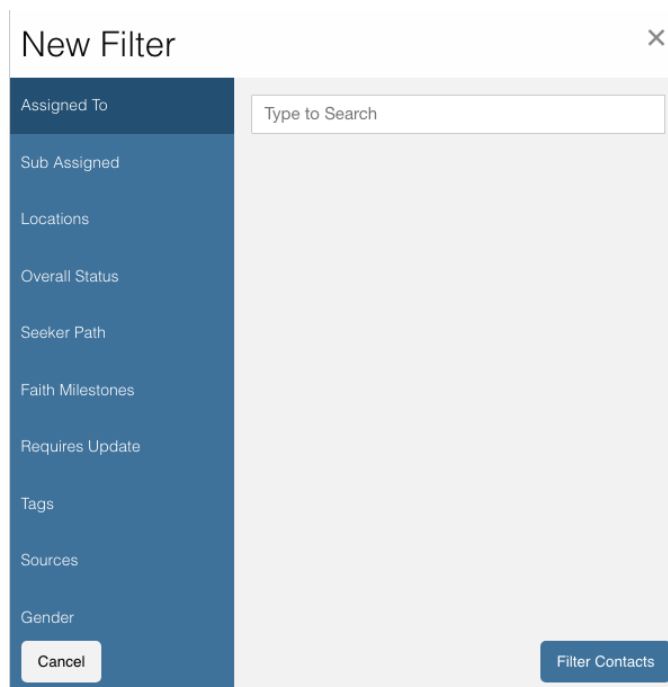 New Filter
×
Assigned To
Type to Search
Sub Assigned
Locations
Overall Status
Seeker Path
Faith Milestones
Requires Update
Tags
Sources
Gender
Cancel
Filter Contacts